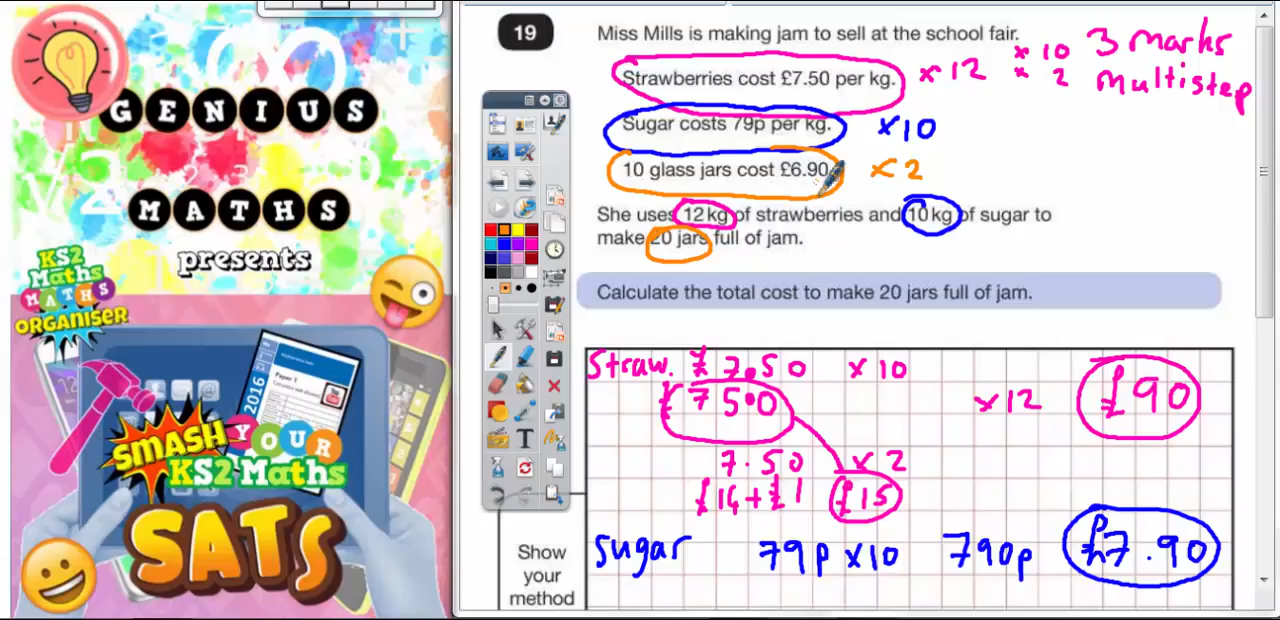 GENIUS
MATHS
presents
KS2
Maths
MATHS
ORGANISER
2016
Paper 1
SMASH YOUR
KS2 Maths
SATS
19
Miss Mills is making jam to sell at the school fair.
Strawberries cost £7.50 per kg. ×12 ×10 3 marks
× 2 multistep
Sugar costs 79p per kg. ×10
10 glass jars cost £6.90 ×2
She uses 12 kg of strawberries and 10 kg of sugar to
make 20 jars full of jam.
Calculate the total cost to make 20 jars full of jam.
Straw. £7.50 ×10
£75.0 ×12 £90
7.50 ×2
£14+£1 £15
sugar 79p ×10 790p £7.90
Show
your
method